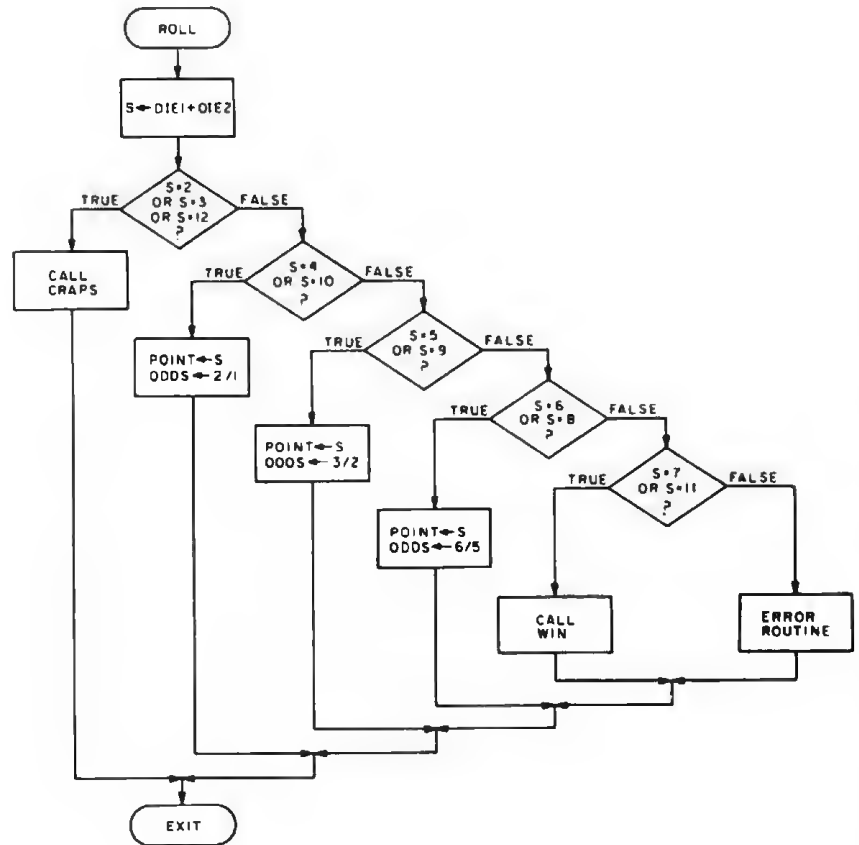 ROLL
S←DIE1+DIE2
S=2
OR S=3
OR S=12
?
TRUE
FALSE
CALL
CRAPS
S=4
OR S=10
?
TRUE
FALSE
POINT←S
ODDS←2/1
S=5
OR S=9
?
TRUE
FALSE
POINT←S
ODDS←3/2
S=6
OR S=8
?
TRUE
FALSE
POINT←S
ODDS←6/5
S=7
OR S=11
?
TRUE
FALSE
CALL
WIN
ERROR
ROUTINE
EXIT